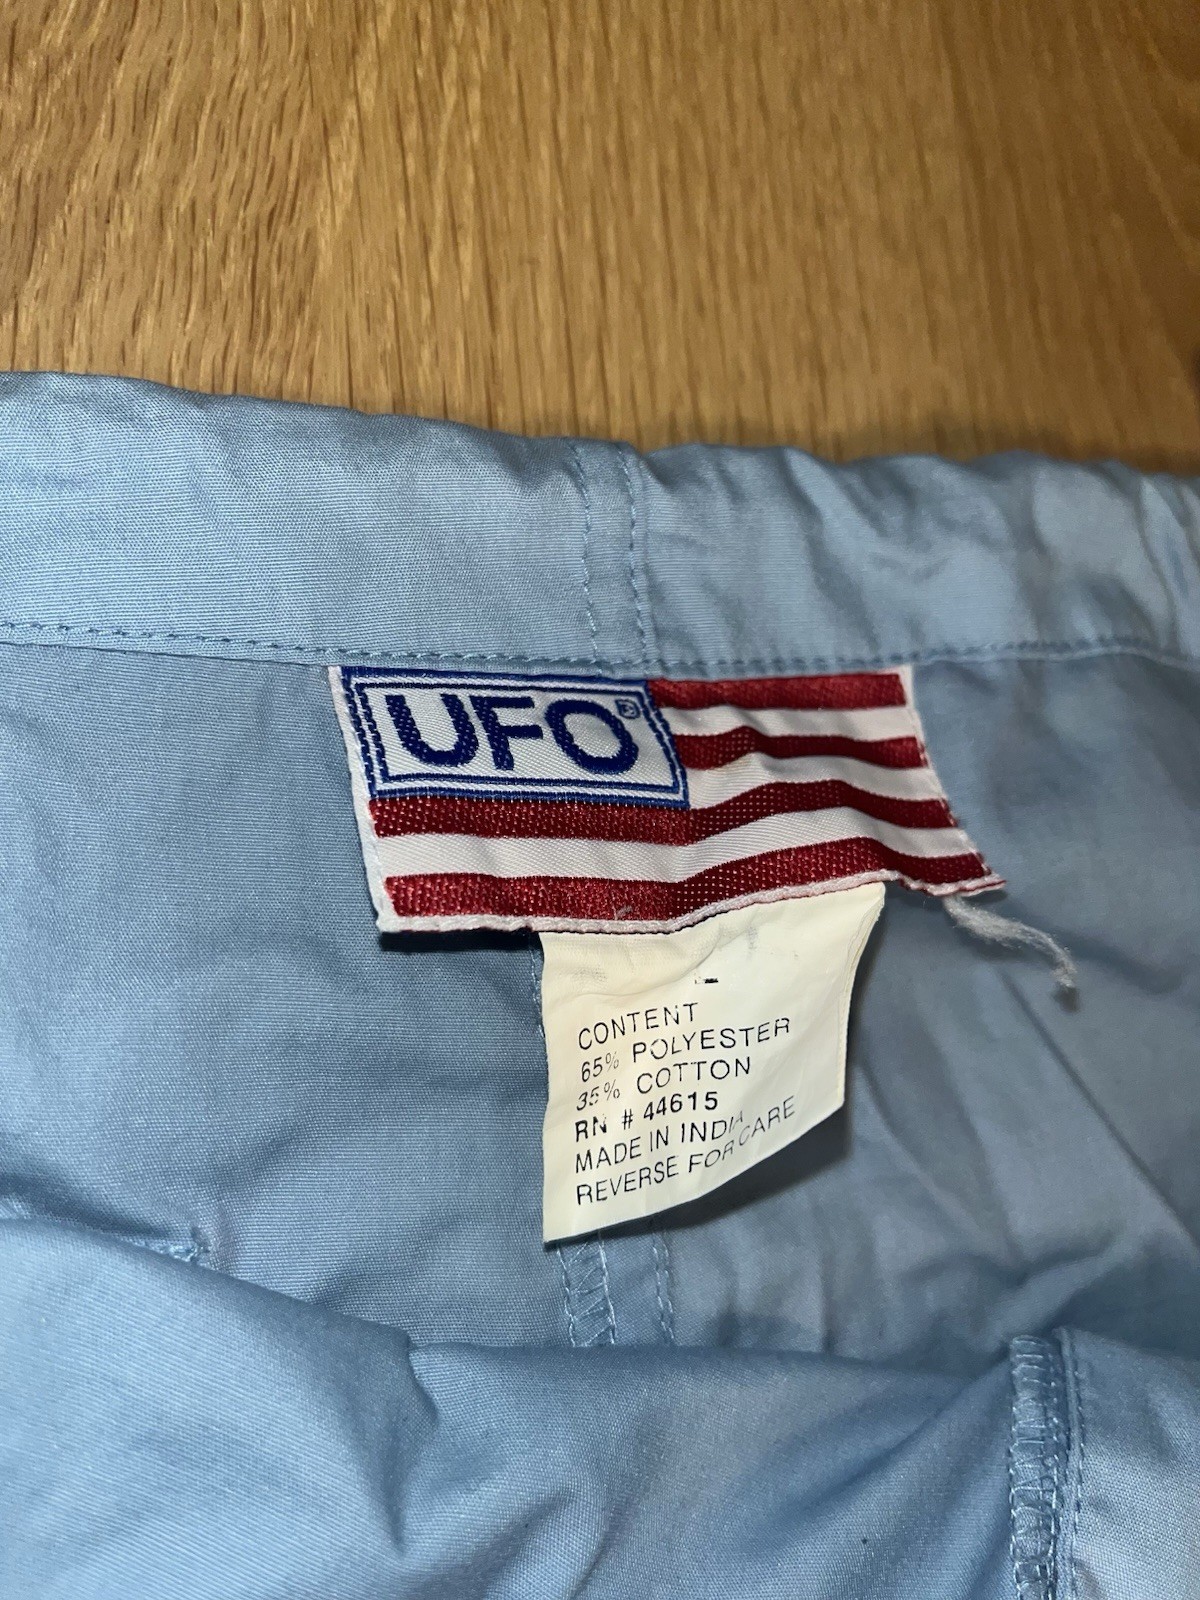 UFO®
CONTENT
65% POLYESTER
35% COTTON
RN # 44615
MADE IN INDIA
REVERSE FOR CARE